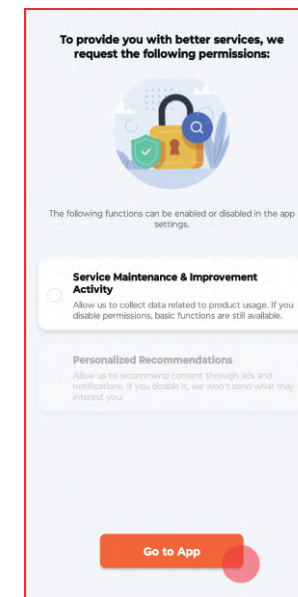 To provide you with better services, we
request the following permissions:
The following functions can be enabled or disabled in the app
settings.
Service Maintenance & Improvement
Activity
Allow us to collect data related to product usage. If you
disable permissions, basic functions are still available.
Personalized Recommendations
Allow us to recommend content through ads and
notifications. If you disable it, we won't send what may
interest you.
Go to App